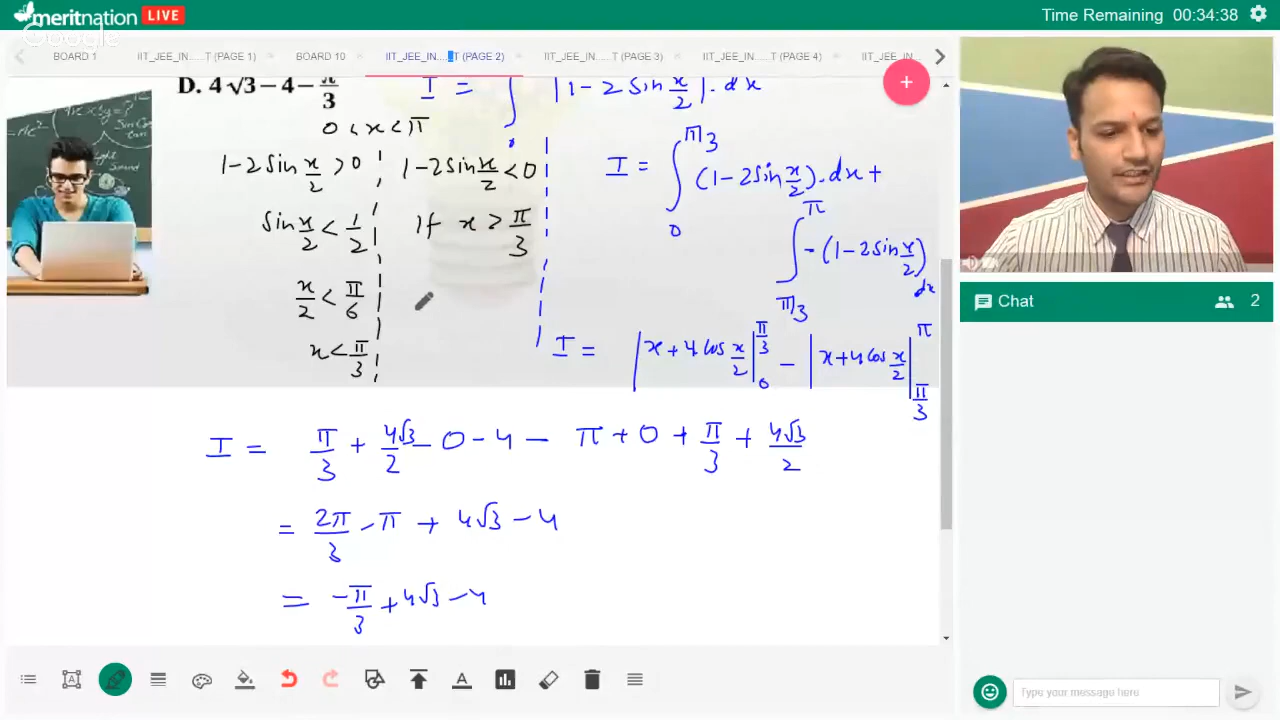 meritnation LIVE
Google
Time Remaining 00:34:38
BOARD 1 IIT_JEE_IN.....T (PAGE 1) BOARD 10 IIT_JEE_IN.....T (PAGE 2) IIT_JEE_IN.....T (PAGE 3) IIT_JEE_IN.....T (PAGE 4) IIT_JEE_IN
D. 4√3 − 4 − π/3
I = ∫ |1 − 2 sin x/2| . dx
0 < x < π
1 − 2 sin x/2 > 0
sin x/2 < 1/2
x/2 < π/6
x < π/3
1 − 2 sin x/2 < 0
If x > π/3
I = ∫₀^(π/3) (1 − 2 sin x/2) . dx +
∫_(π/3)^π − (1 − 2 sin x/2) dx
I = |x + 4 cos x/2|₀^(π/3) − |x + 4 cos x/2|_(π/3)^π
I = π/3 + 4√3/2 − 0 − 4 − π + 0 + π/3 + 4√3/2
= 2π/3 − π + 4√3 − 4
= −π/3 + 4√3 − 4
Chat 2
A
Type your message here